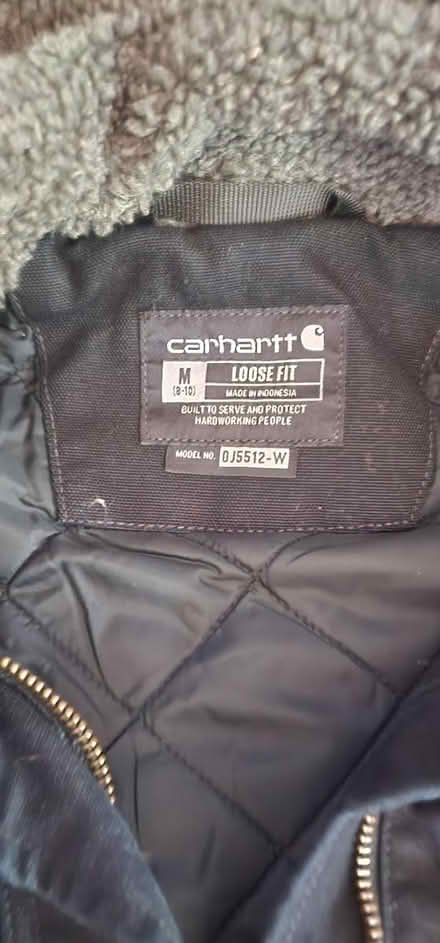 carhartt
M
(8-10)
LOOSE FIT
MADE IN INDONESIA
BUILT TO SERVE AND PROTECT
HARDWORKING PEOPLE
MODEL NO. OJ5512-W